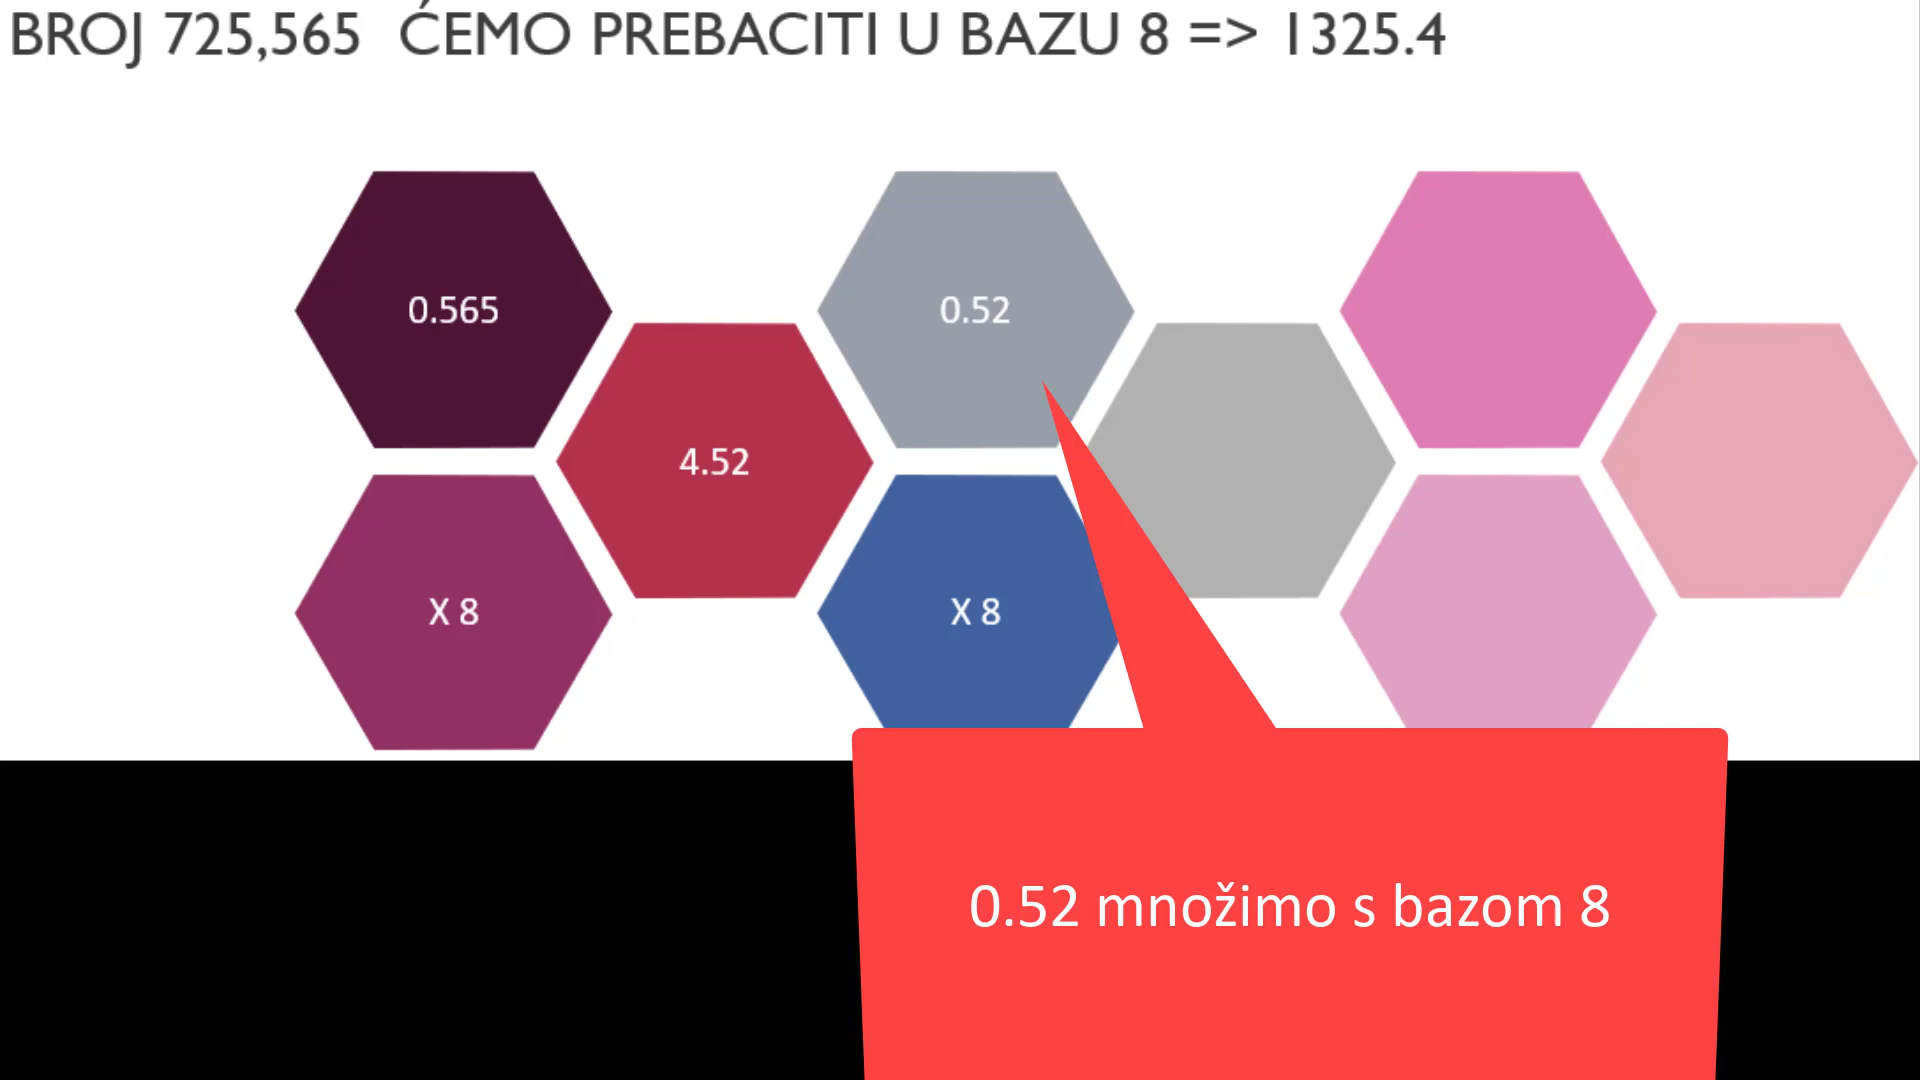 BROJ 725,565 ĆEMO PREBACITI U BAZU 8 => 1325.4
0.565
0.52
4.52
X 8
X 8
0.52 množimo s bazom 8